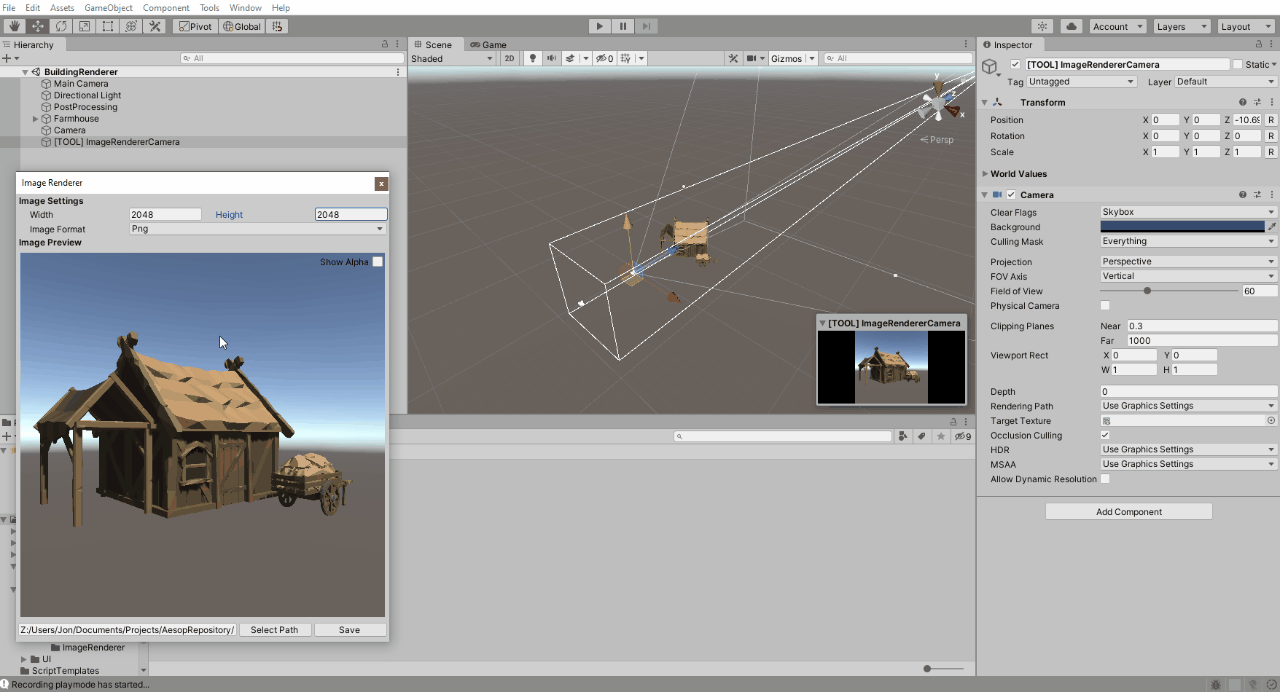 File Edit Assets GameObject Component Tools Window Help
Pivot Global Account Layers Layout
Hierarchy
All
BuildingRenderer
Main Camera
Directional Light
PostProcessing
Farmhouse
Camera
[TOOL] ImageRendererCamera
Image Renderer
x
Image Settings
Width 2048 Height 2048
Image Format Png
Image Preview
Show Alpha
Z:/Users/Jon/Documents/Projects/AesopRepository/ Select Path Save
ImageRenderer
UI
ScriptTemplates
Scene Game
Shaded 2D 0 Gizmos All
y
z
x
Persp
[TOOL] ImageRendererCamera
9
Inspector
[TOOL] ImageRendererCamera Static
Tag Untagged Layer Default
Transform
Position X 0 Y 0 Z -10.69 R
Rotation X 0 Y 0 Z 0 R
Scale X 1 Y 1 Z 1 R
World Values
Camera
Clear Flags Skybox
Background
Culling Mask Everything
Projection Perspective
FOV Axis Vertical
Field of View 60
Physical Camera
Clipping Planes Near 0.3
Far 1000
Viewport Rect X 0 Y 0
W 1 H 1
Depth 0
Rendering Path Use Graphics Settings
Target Texture
Occlusion Culling
HDR Use Graphics Settings
MSAA Use Graphics Settings
Allow Dynamic Resolution
Add Component
Recording playmode has started...